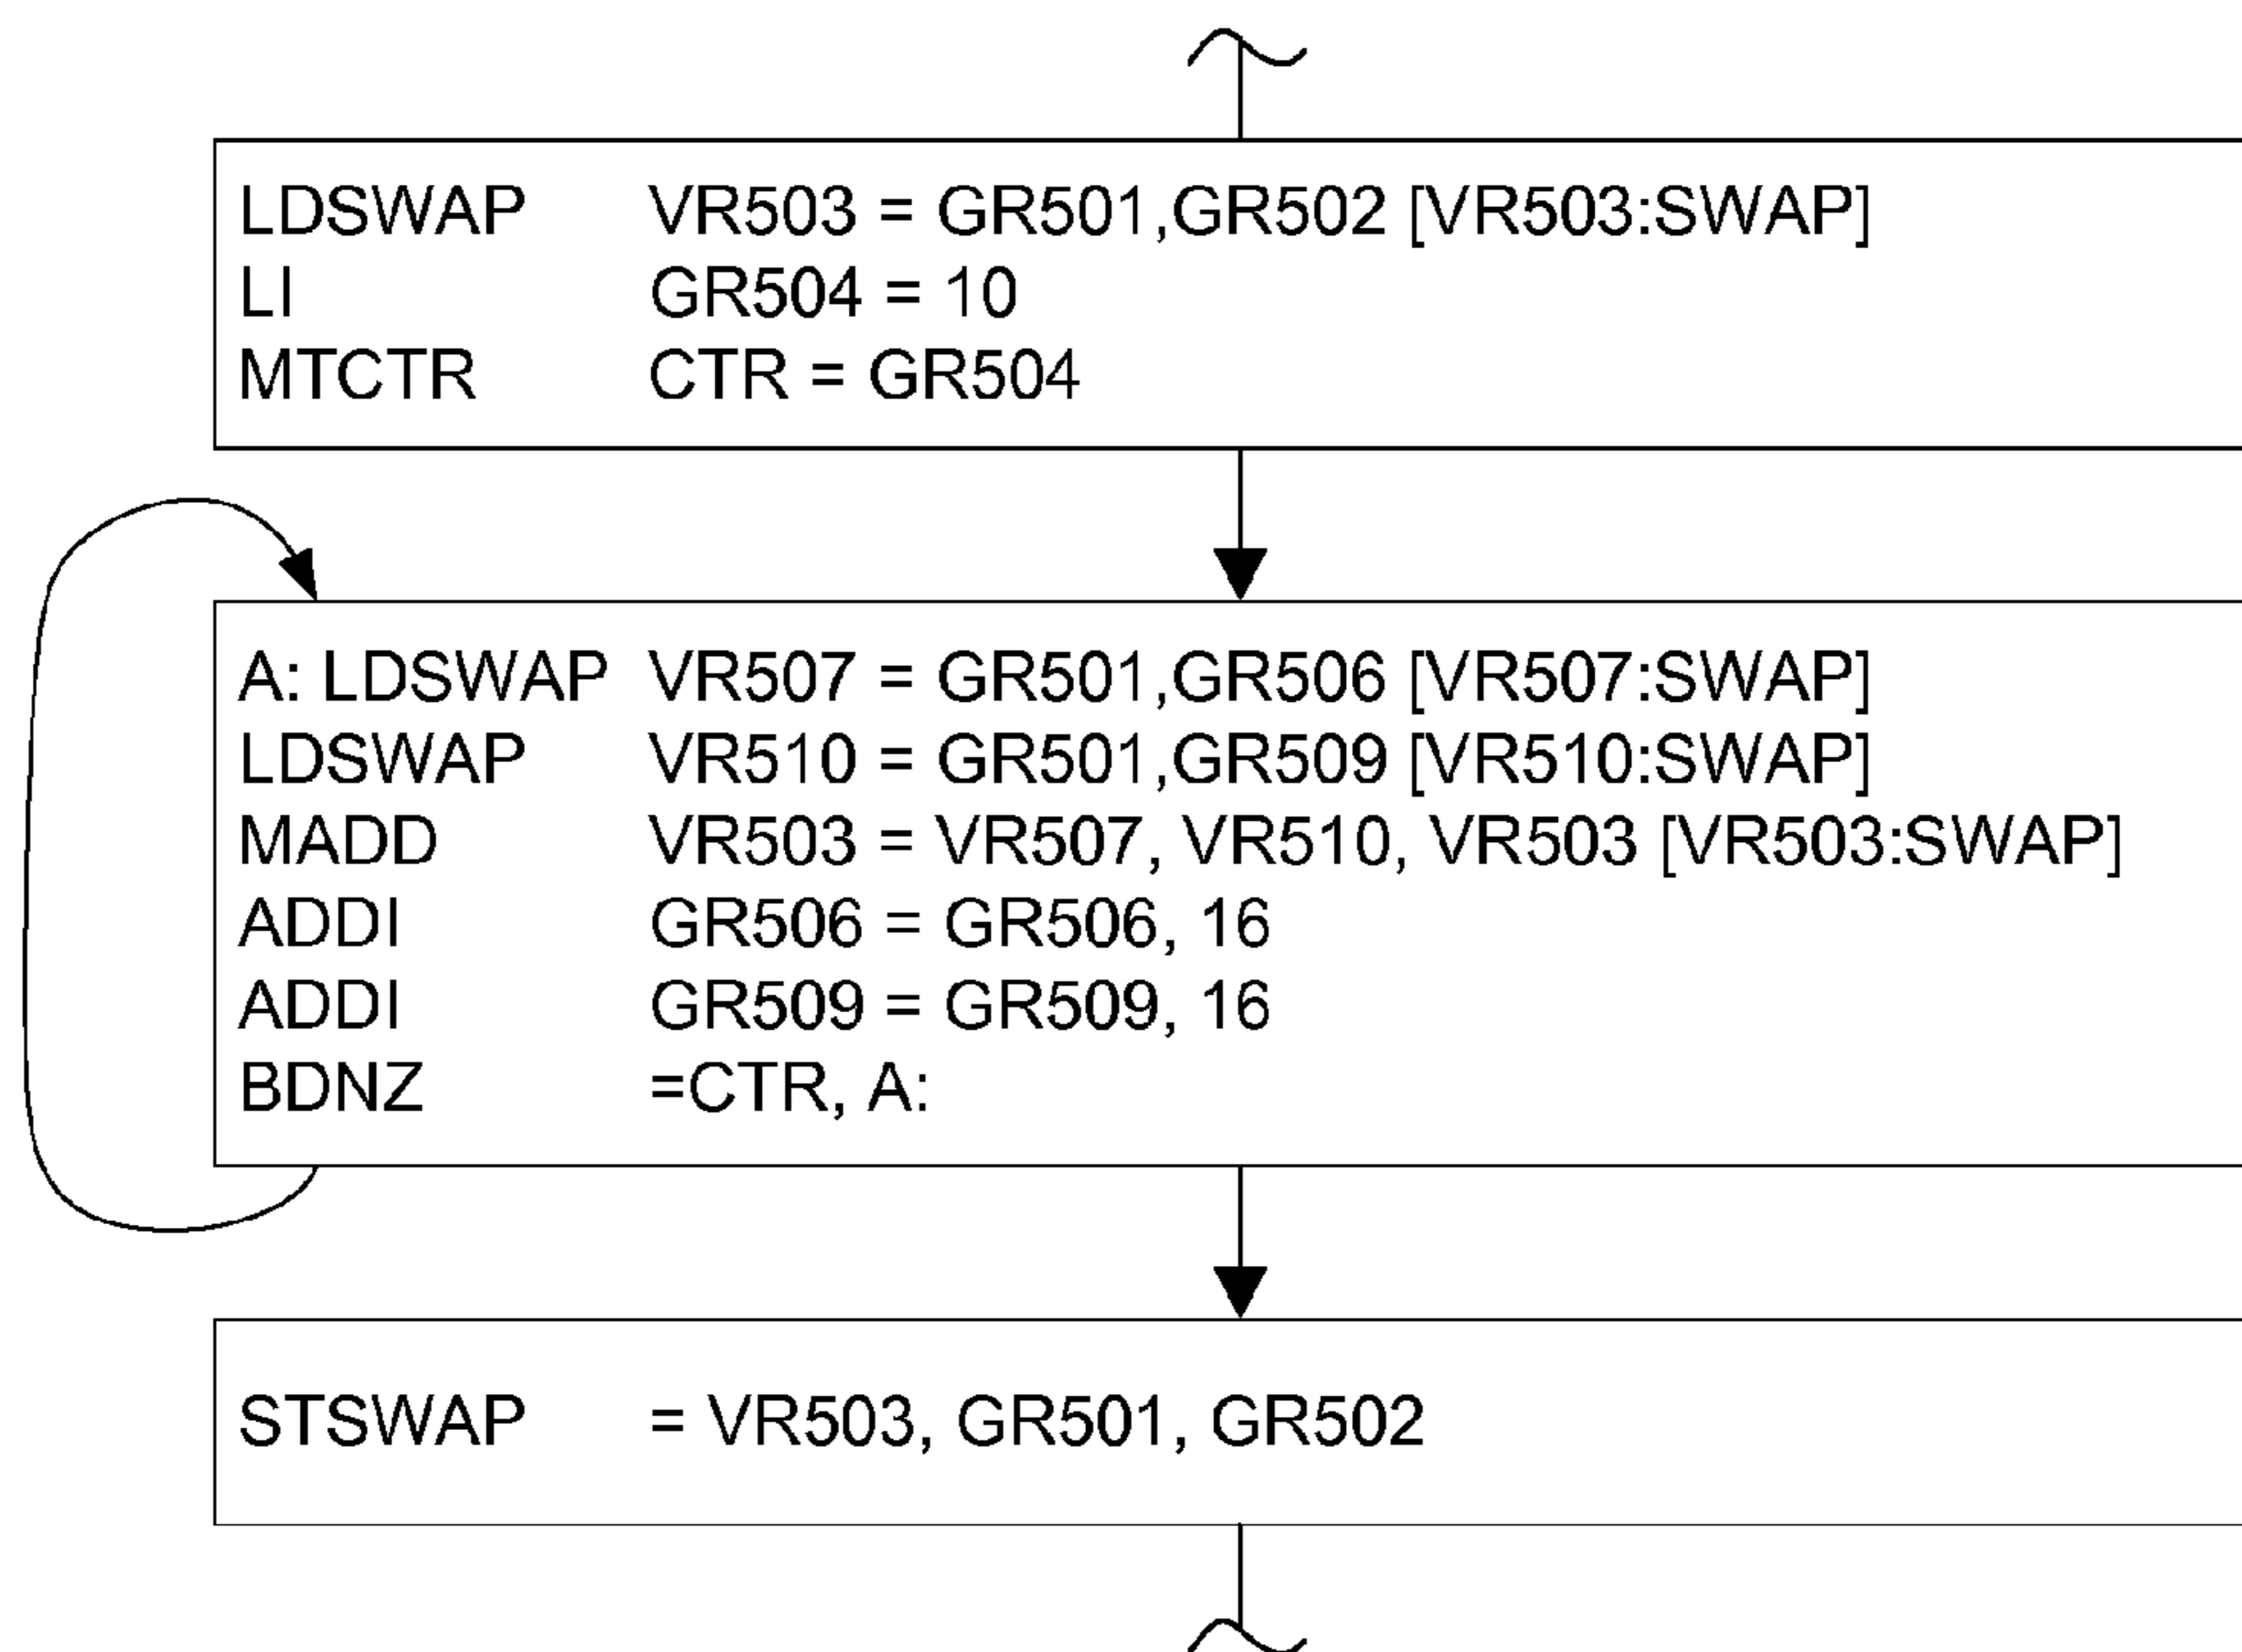 LDSWAP VR503 = GR501,GR502 [VR503:SWAP]
LI GR504 = 10
MTCTR CTR = GR504
A: LDSWAP VR507 = GR501,GR506 [VR507:SWAP]
LDSWAP VR510 = GR501,GR509 [VR510:SWAP]
MADD VR503 = VR507, VR510, VR503 [VR503:SWAP]
ADDI GR506 = GR506, 16
ADDI GR509 = GR509, 16
BDNZ =CTR, A:
STSWAP = VR503, GR501, GR502